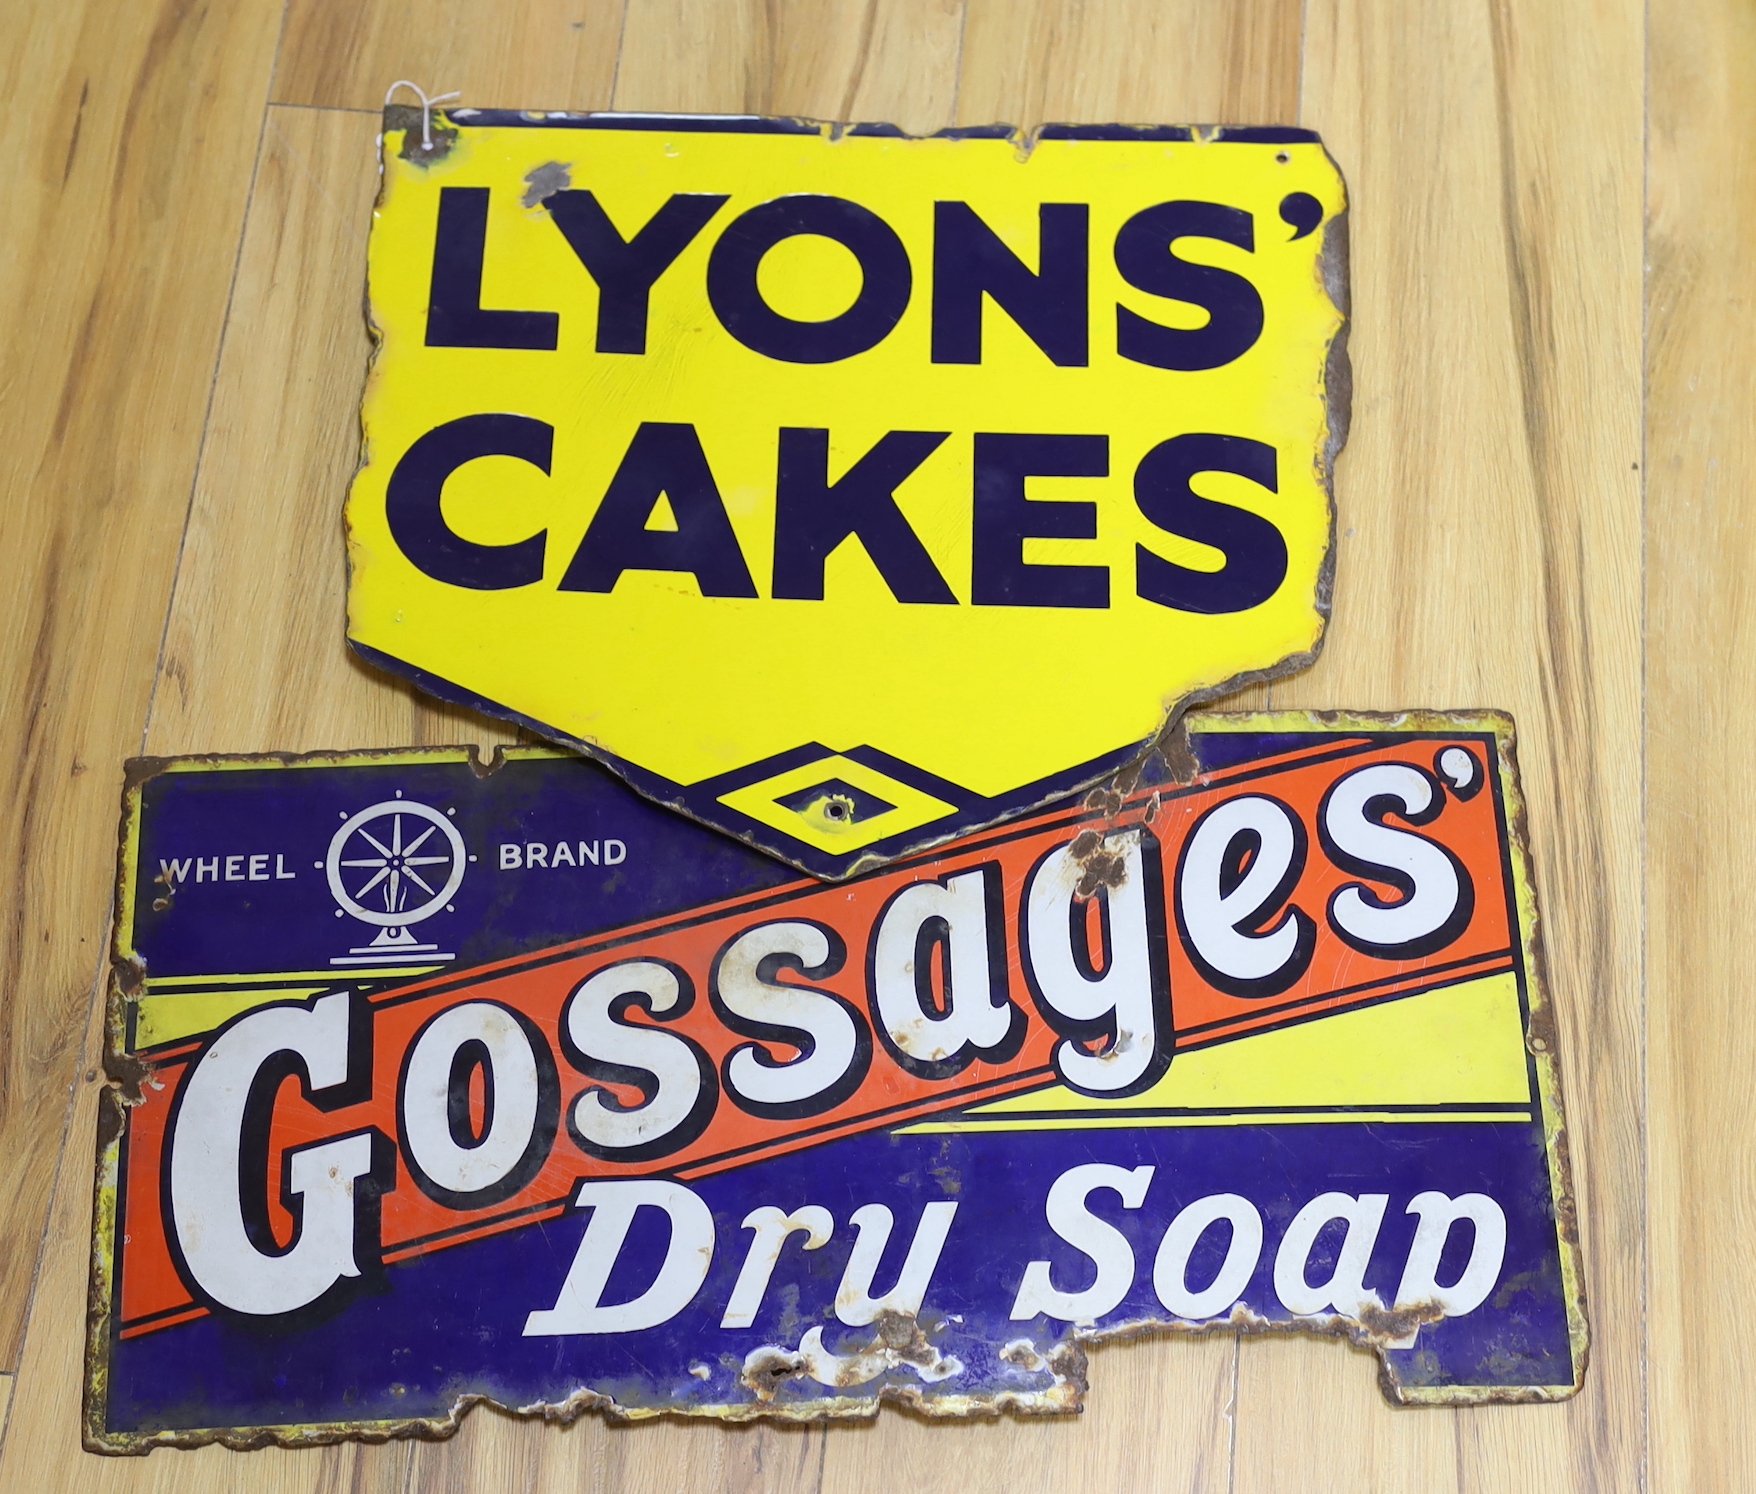 LYONS'
CAKES
WHEEL BRAND
Gossages'
Dry Soap